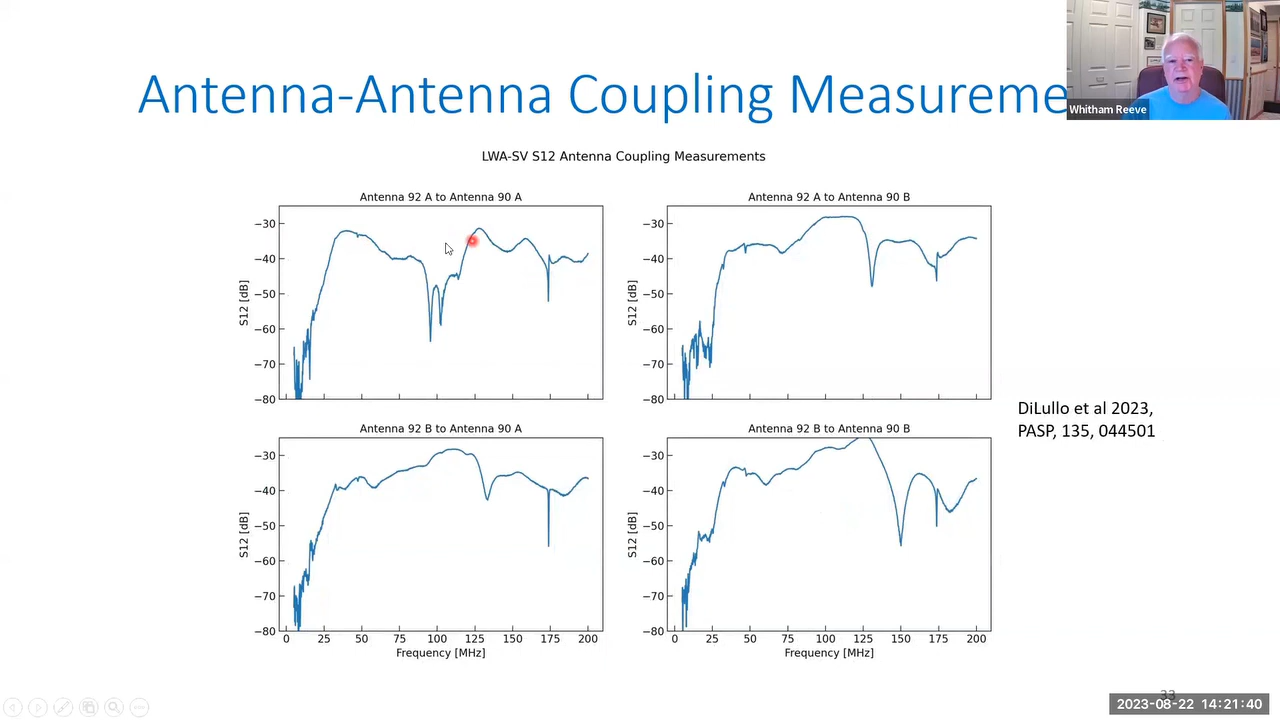 Antenna-Antenna Coupling Measureme
Whitham Reeve
LWA-SV S12 Antenna Coupling Measurements
Antenna 92 A to Antenna 90 A
−30
−40
−50
−60
−70
−80
S12 [dB]
Antenna 92 A to Antenna 90 B
−30
−40
−50
−60
−70
−80
S12 [dB]
DiLullo et al 2023,
PASP, 135, 044501
Antenna 92 B to Antenna 90 A
−30
−40
−50
−60
−70
−80
S12 [dB]
0 25 50 75 100 125 150 175 200
Frequency [MHz]
Antenna 92 B to Antenna 90 B
−30
−40
−50
−60
−70
−80
S12 [dB]
0 25 50 75 100 125 150 175 200
Frequency [MHz]
33
2023-08-22 14:21:40